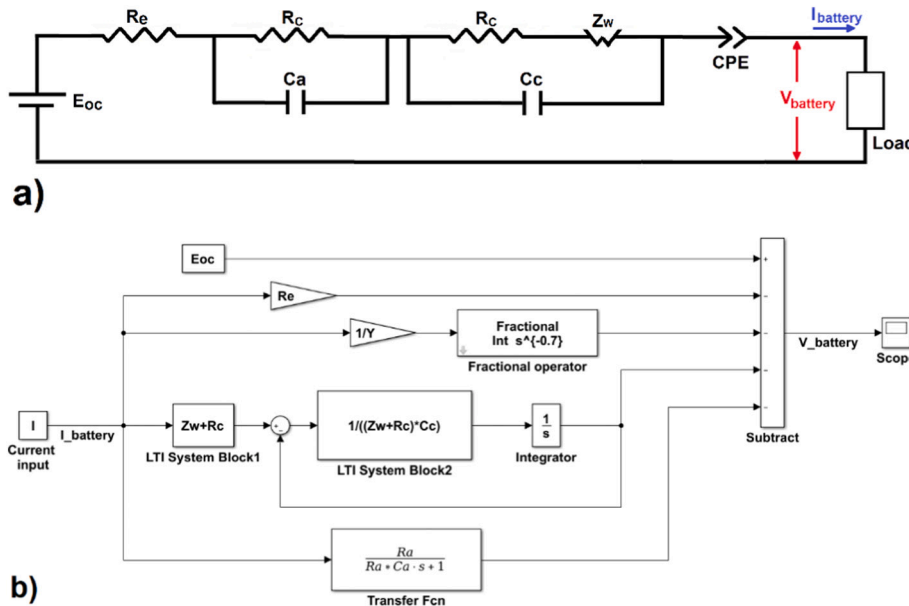 Re
Rc
Rc
Zw
Ibattery
Ca
Cc
CPE
Eoc
Vbattery
Load
a)
Eoc
+
Re
−
1/Y
Fractional
Int s^{-0.7}
Fractional operator
−
V_battery
Scope
I
I_battery
Current
input
Zw+Rc
LTI System Block1
+
−
1/((Zw+Rc)*Cc)
LTI System Block2
1
s
Integrator
−
−
Subtract
Ra
Ra * Ca · s + 1
Transfer Fcn
b)